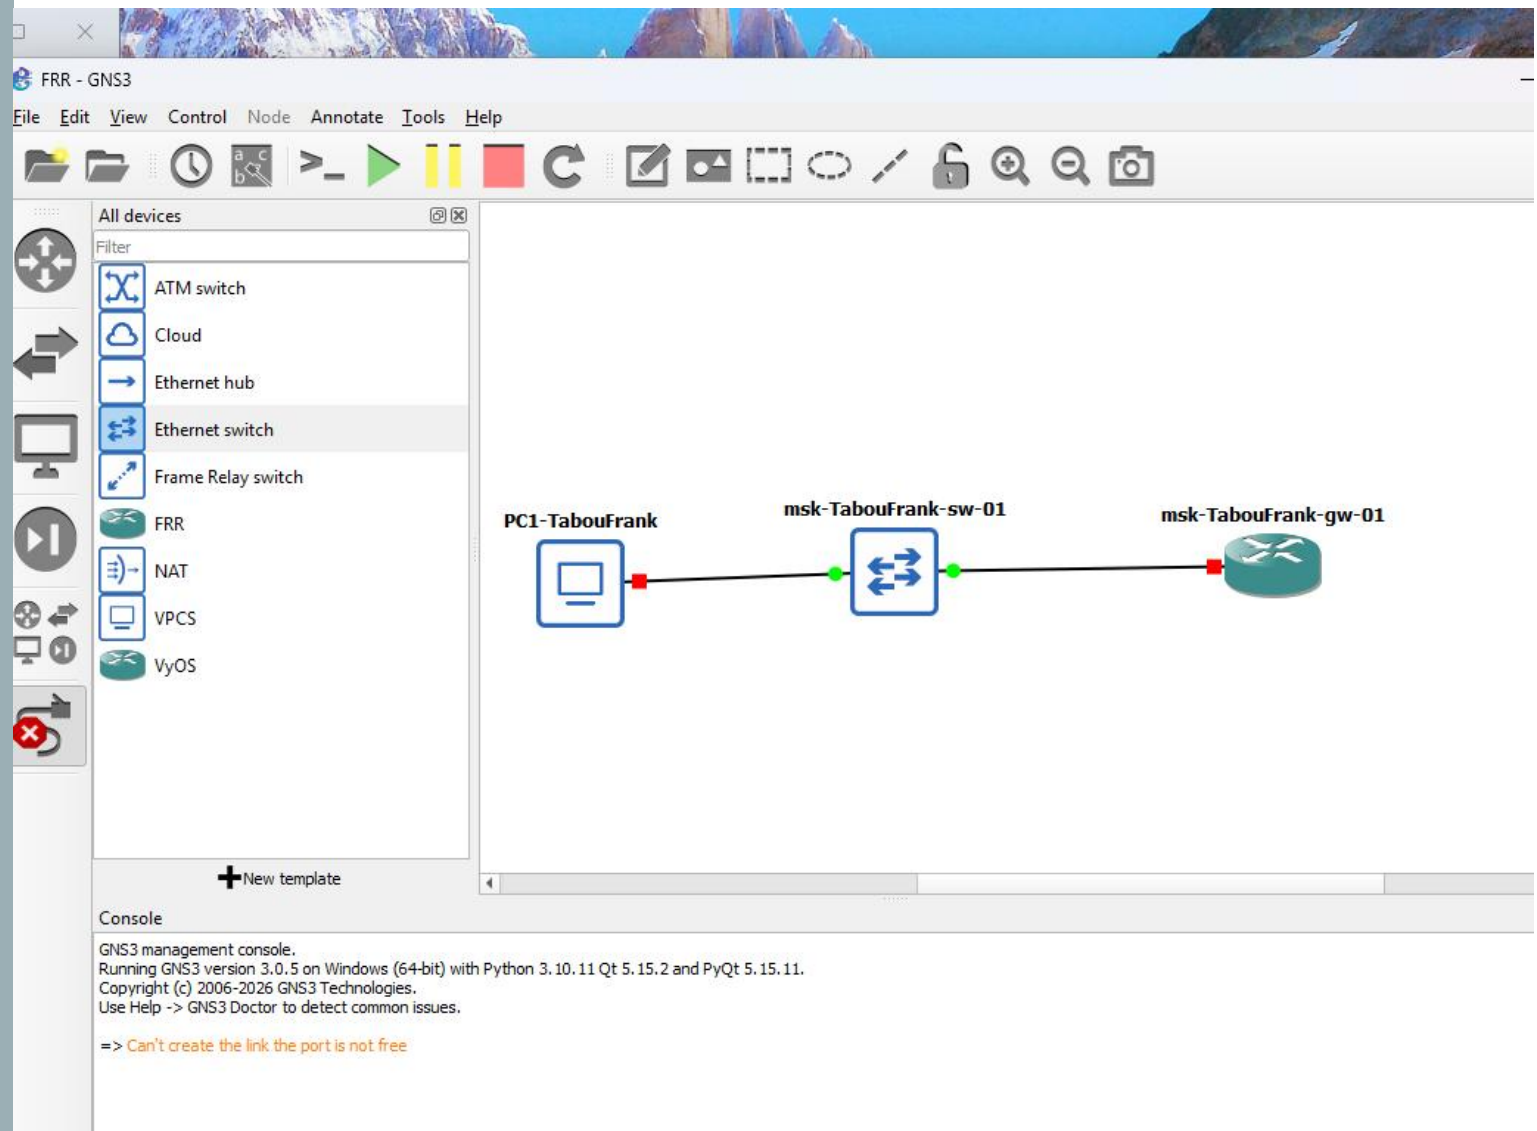 FRR - GNS3
File Edit View Control Node Annotate Tools Help
All devices
Filter
ATM switch
Cloud
Ethernet hub
Ethernet switch
Frame Relay switch
FRR
NAT
VPCS
VyOS
New template
PC1-TabouFrank
msk-TabouFrank-sw-01
msk-TabouFrank-gw-01
Console
GNS3 management console.
Running GNS3 version 3.0.5 on Windows (64-bit) with Python 3.10.11 Qt 5.15.2 and PyQt 5.15.11.
Copyright (c) 2006-2026 GNS3 Technologies.
Use Help -> GNS3 Doctor to detect common issues.
=> Can't create the link the port is not free